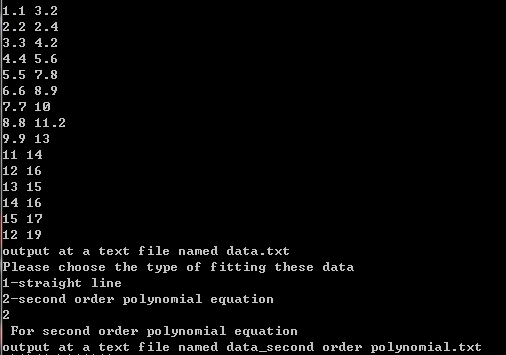 1.1 3.2
2.2 2.4
3.3 4.2
4.4 5.6
5.5 7.8
6.6 8.9
7.7 10
8.8 11.2
9.9 13
11 14
12 16
13 15
14 16
15 17
12 19
output at a text file named data.txt
Please choose the type of fitting these data
1-straight line
2-second order polynomial equation
2
For second order polynomial equation
output at a text file named data_second order polynomial.txt